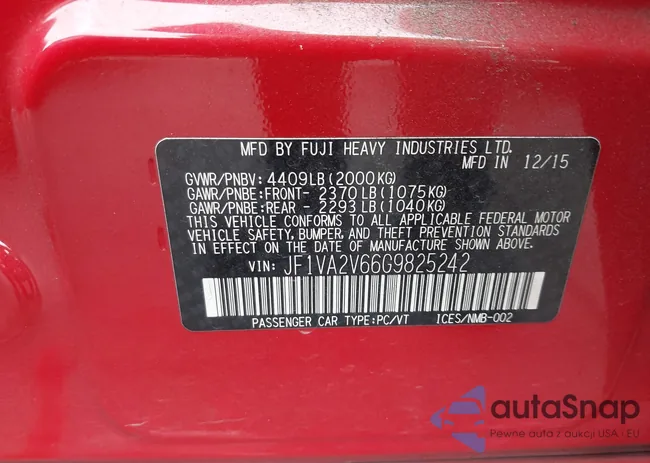 MFD BY FUJI HEAVY INDUSTRIES LTD.
MFD IN 12/15
GVWR/PNBV: 4409LB(2000KG)
GAWR/PNBE:FRONT- 2370LB(1075KG)
GAWR/PNBE:REAR - 2293LB(1040KG)
THIS VEHICLE CONFORMS TO ALL APPLICABLE FEDERAL MOTOR
VEHICLE SAFETY, BUMPER, AND THEFT PREVENTION STANDARDS
IN EFFECT ON THE DATE OF MANUFACTURE SHOWN ABOVE.
VIN: JF1VA2V66G9825242
PASSENGER CAR TYPE:PC/VT ICES/NMB-002
autaSnap
Pewne auta z aukcji USA i EU